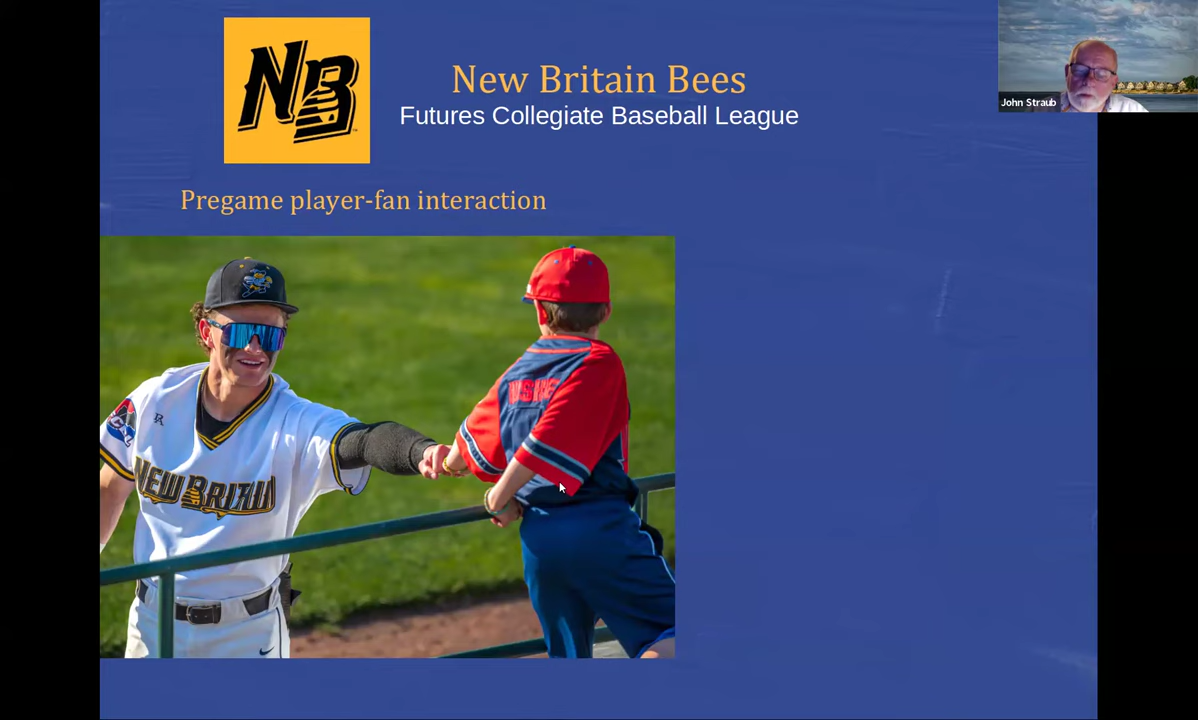 NB
New Britain Bees
Futures Collegiate Baseball League
John Straub
Pregame player-fan interaction
NEW BRITAIN